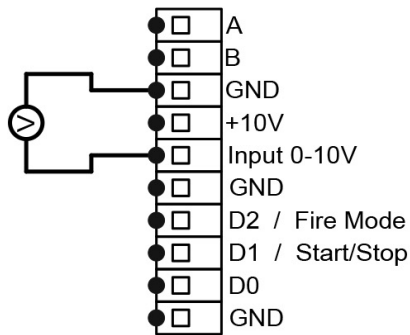 A
B
GND
+10V
Input 0-10V
GND
D2 / Fire Mode
D1 / Start/Stop
D0
GND
V